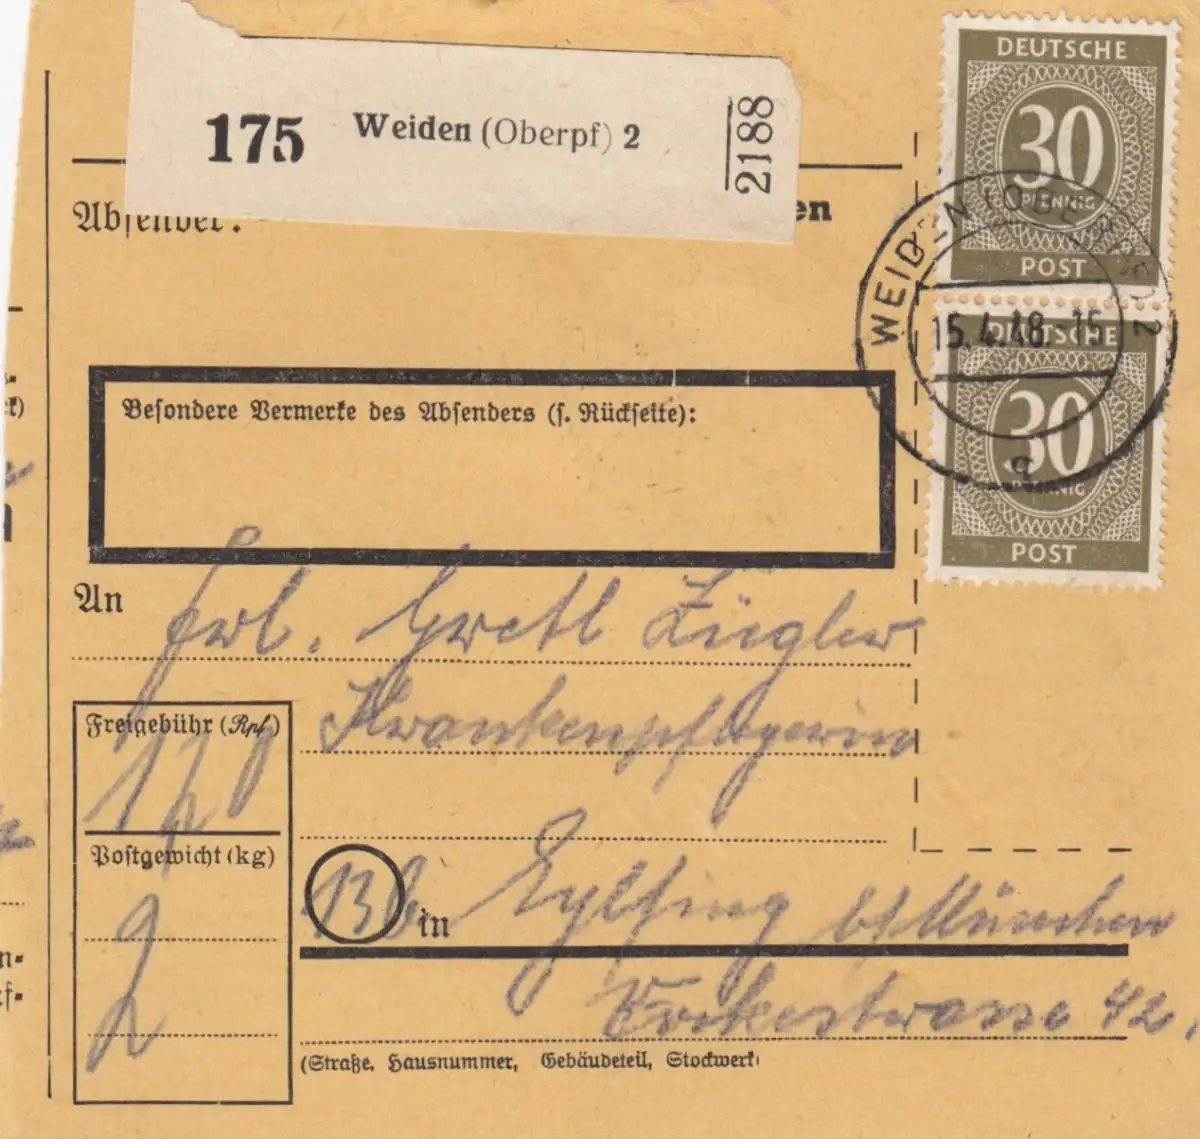 175 Weiden (Oberpf) 2 2188
Absender:
en
DEUTSCHE
30
PFENNIG
POST
WEIDEN (OBERPF) 2
15.4.48. 15
a
DEUTSCHE
30
PFENNIG
POST
Besondere Vermerke des Absenders (s. Rückseite):
An Frl. Gretl Ziegler
Krankenpflegerin
Freigebühr (Rpf)
Postgewicht (kg)
2
13b in Eglfing b/München
42.
(Straße, Hausnummer, Gebäudeteil, Stockwerk)